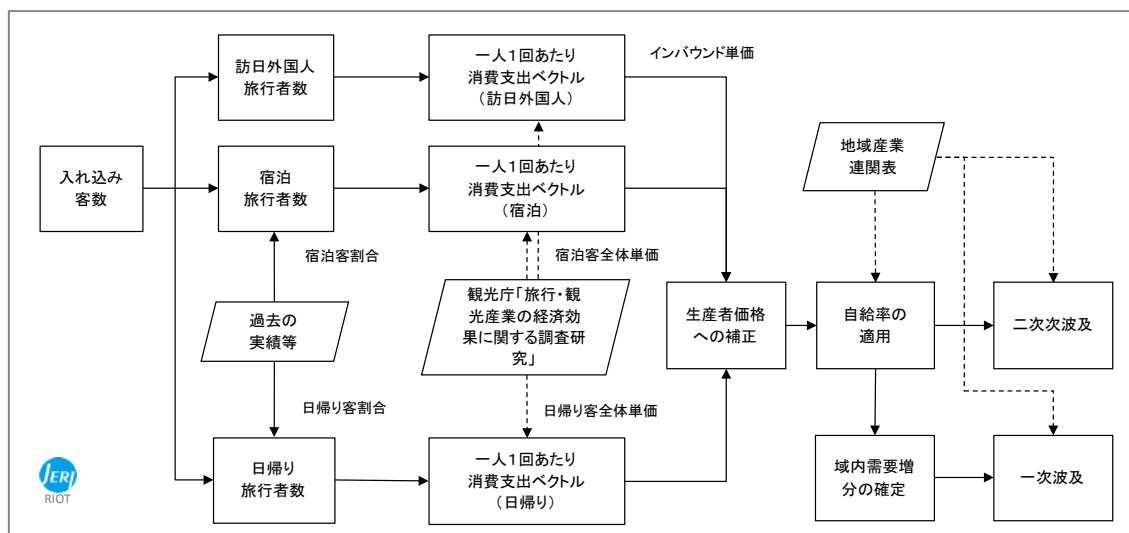 訪日外国人
旅行者数
一人１回あたり
消費支出ベクトル
（訪日外国人）
インバウンド単価
入れ込み
客数
宿泊
旅行者数
一人１回あたり
消費支出ベクトル
（宿泊）
地域産業
連関表
宿泊客割合
宿泊客全体単価
過去の
実績等
観光庁「旅行・観
光産業の経済効
果に関する調査研
究」
生産者価格
への補正
自給率の
適用
二次次波及
日帰り客割合
日帰り客全体単価
日帰り
旅行者数
一人１回あたり
消費支出ベクトル
（日帰り）
域内需要増
分の確定
一次波及
JERI
RIOT